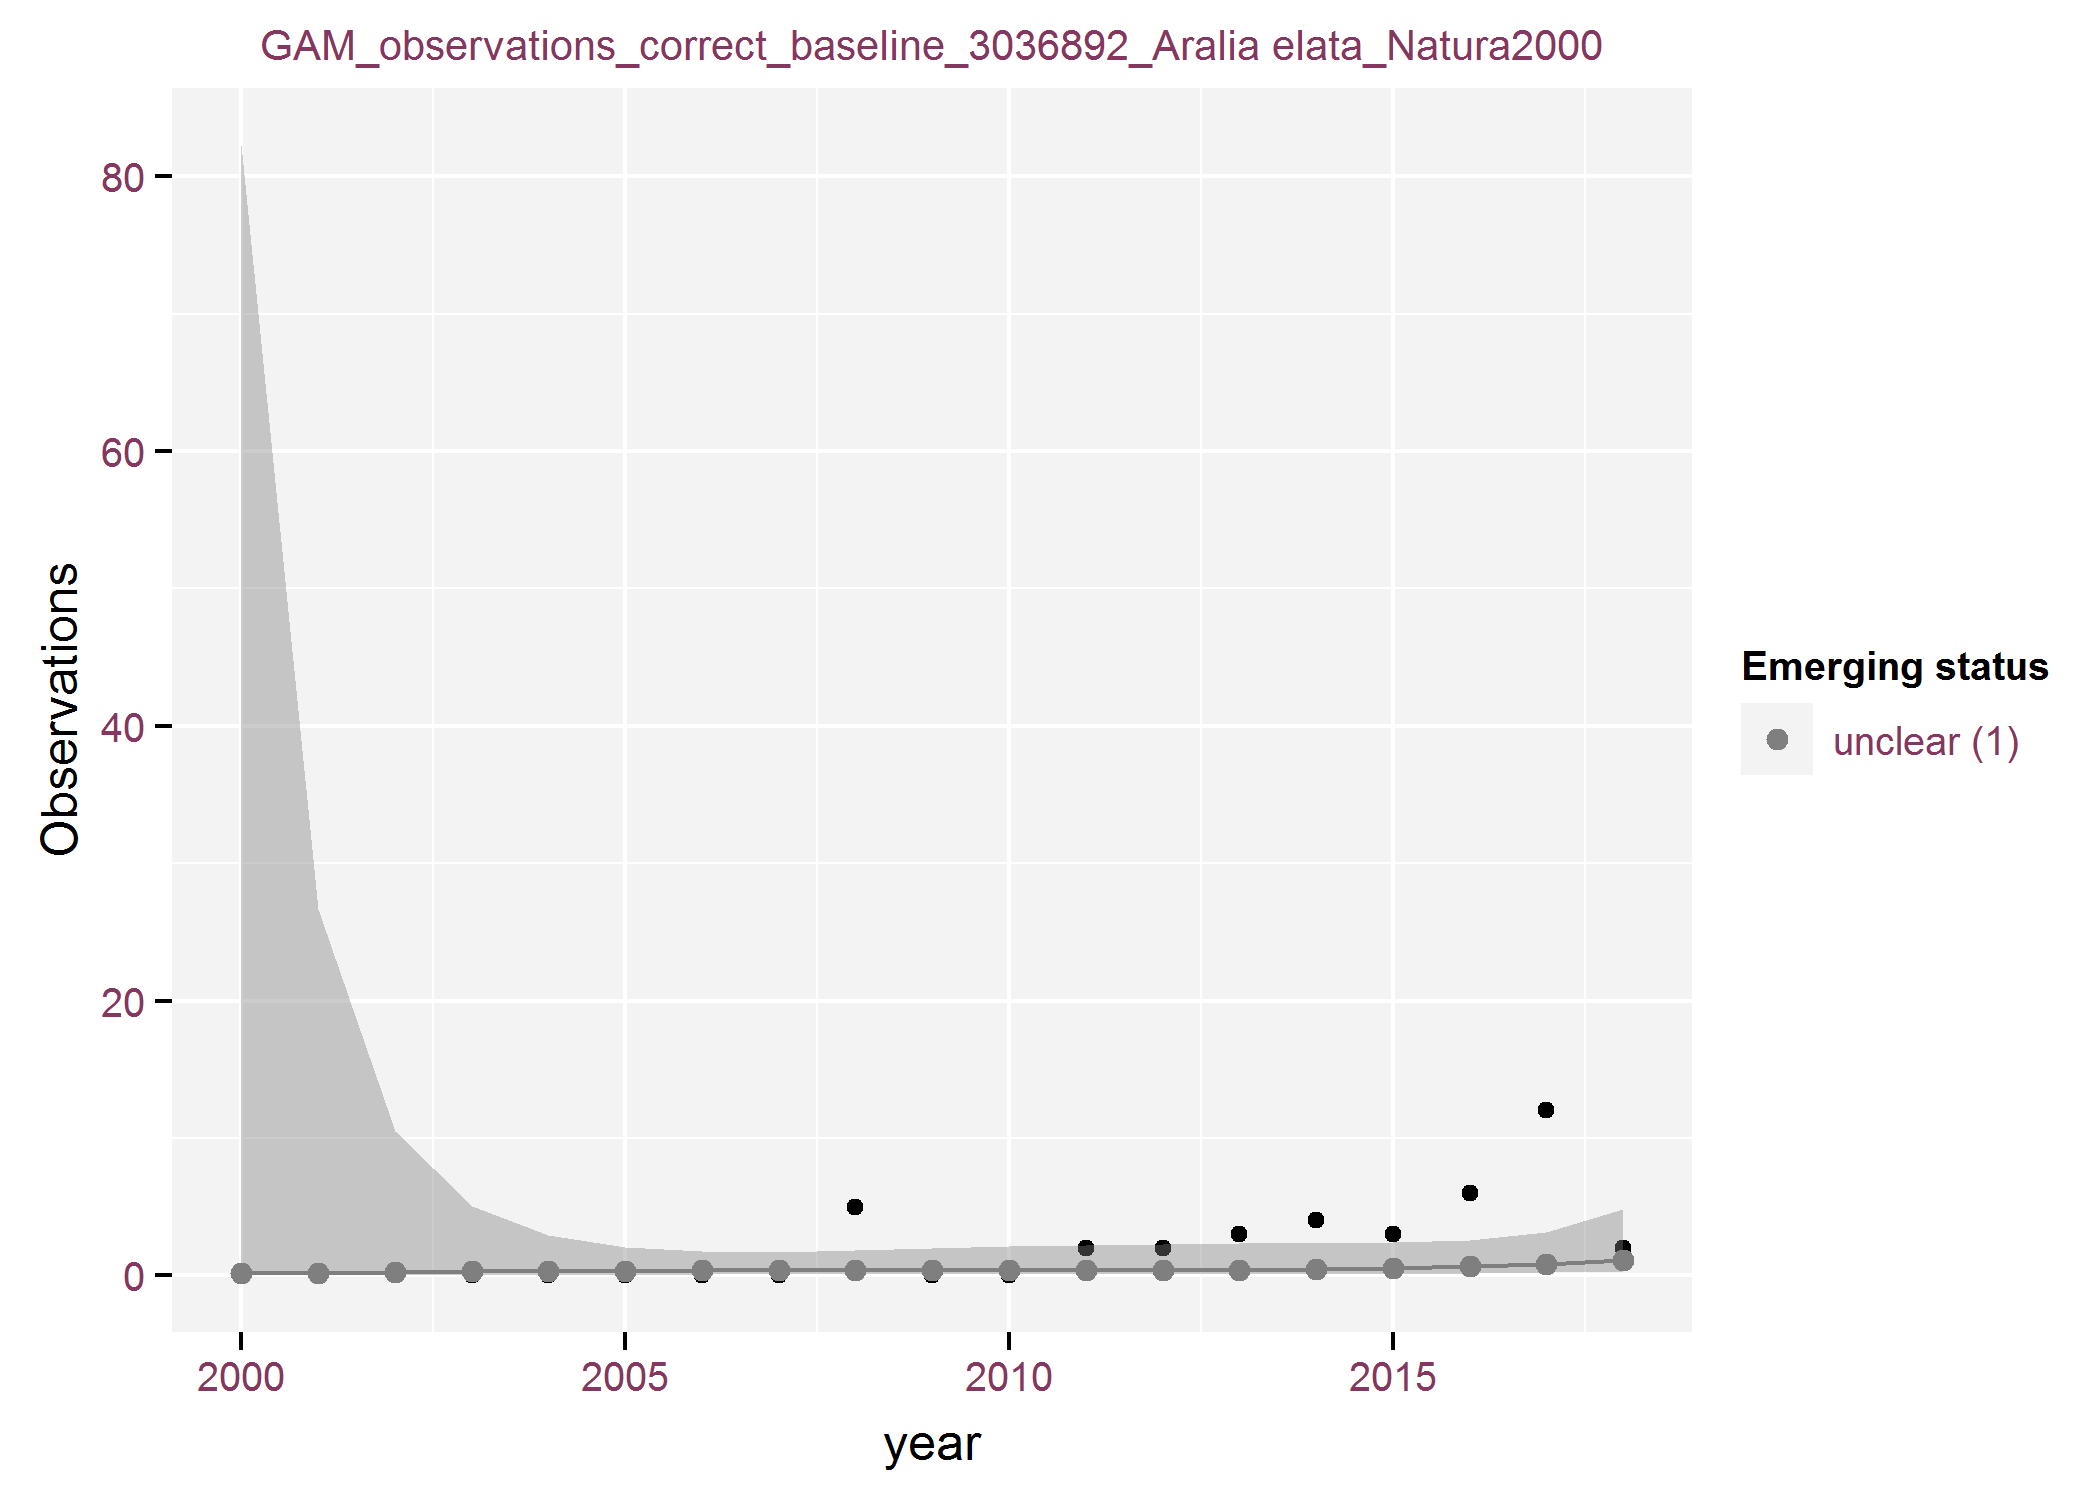 GAM_observations_correct_baseline_3036892_Aralia elata_Natura2000
80
60
40
20
0
Observations
2000 2005 2010 2015
year
Emerging status
unclear (1)